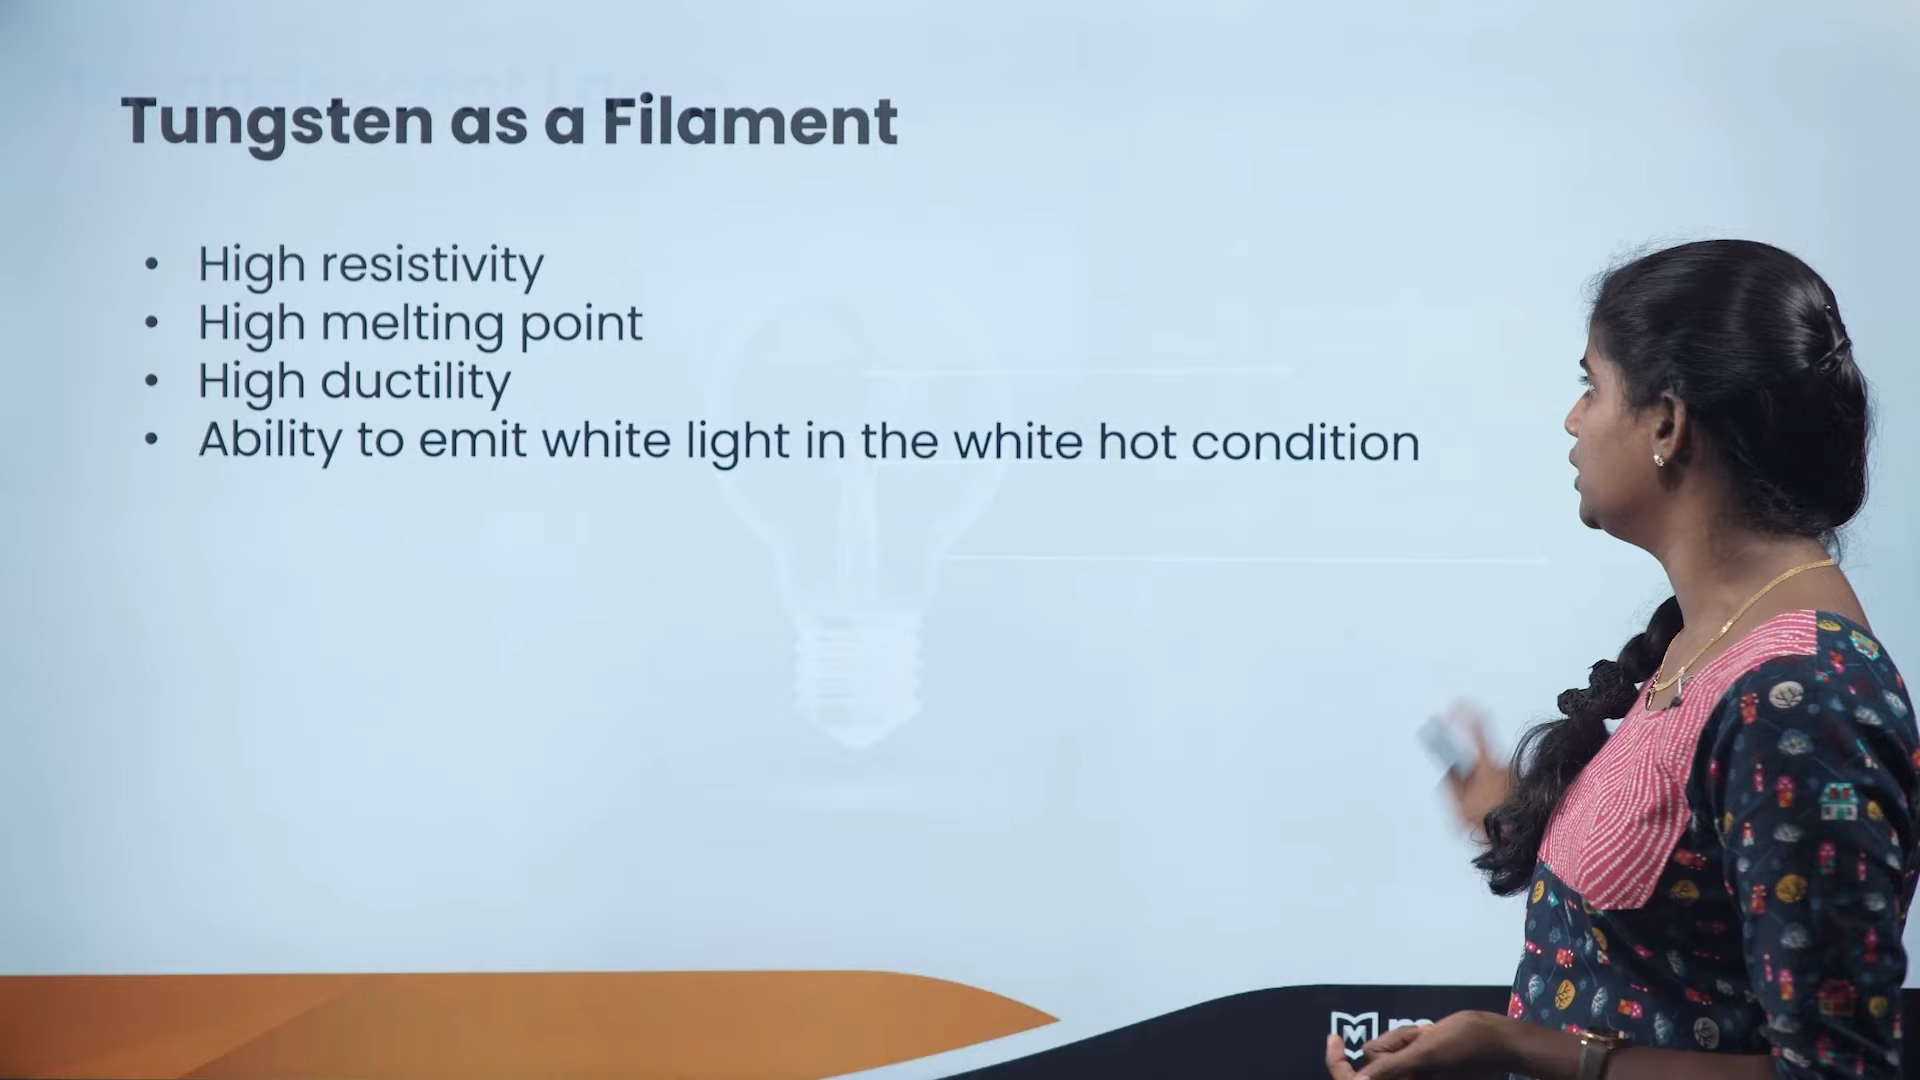 Tungsten as a Filament
• High resistivity
• High melting point
• High ductility
• Ability to emit white light in the white hot condition